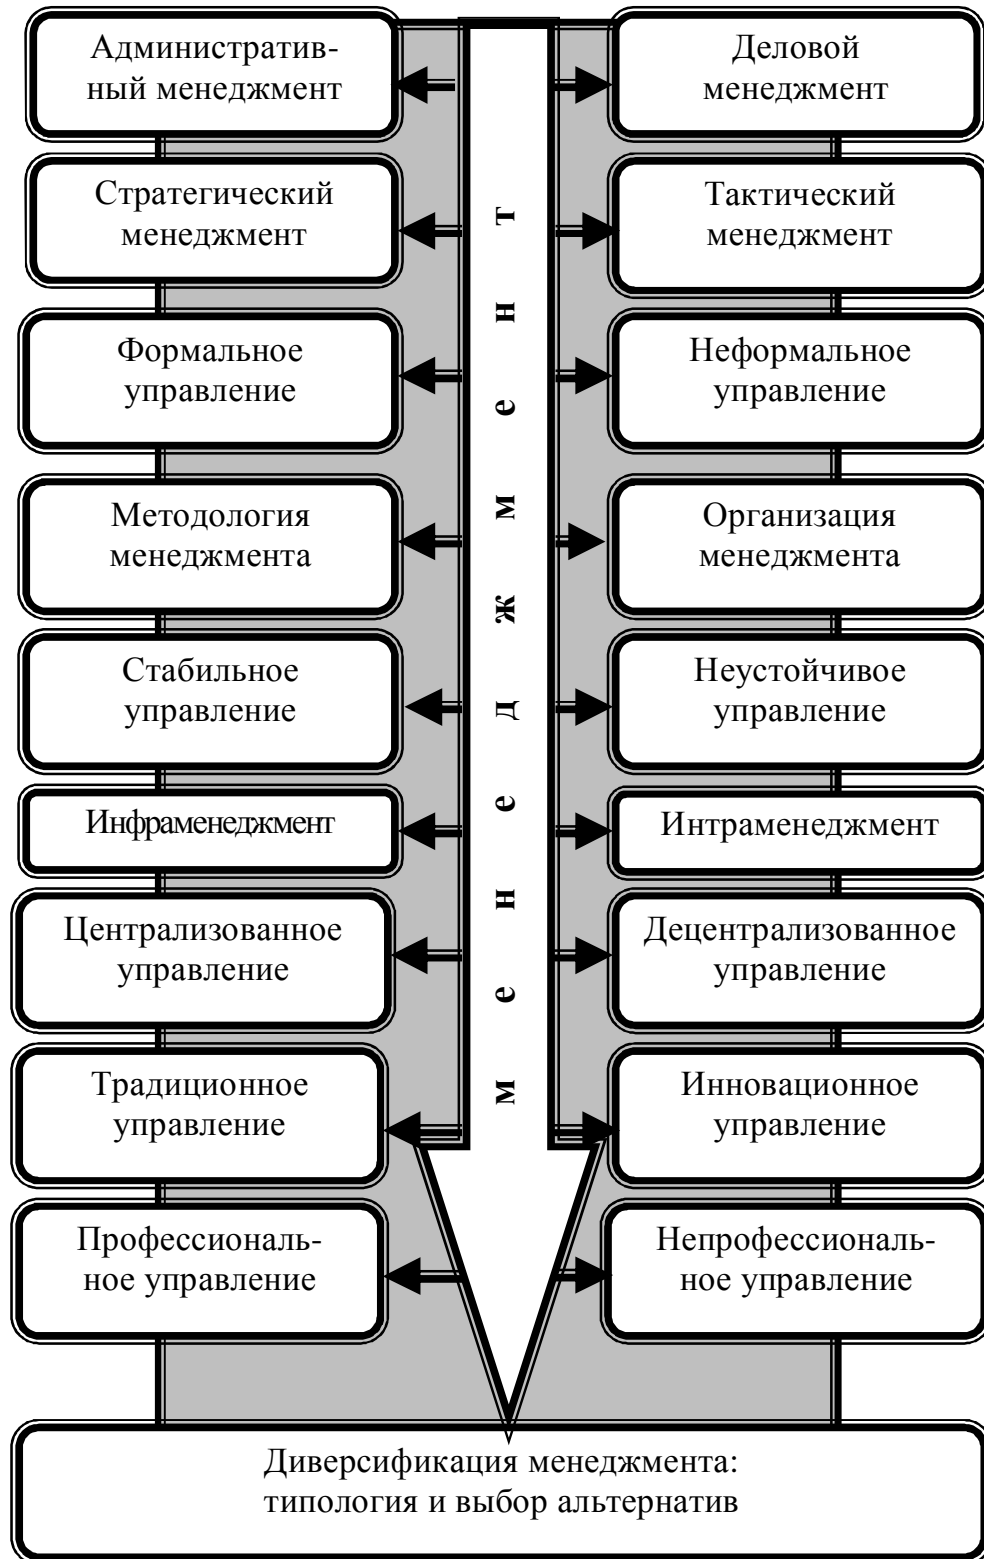 Административ-
ный менеджмент
Деловой
менеджмент
Стратегический
менеджмент
Тактический
менеджмент
Формальное
управление
Неформальное
управление
Методология
менеджмента
Организация
менеджмента
Стабильное
управление
Неустойчивое
управление
Инфраменеджмент
Интраменеджмент
Централизованное
управление
Децентрализованное
управление
Традиционное
управление
Инновационное
управление
Профессиональ-
ное управление
Непрофессиональ-
ное управление
м е н е д ж м е н т
Диверсификация менеджмента:
типология и выбор альтернатив